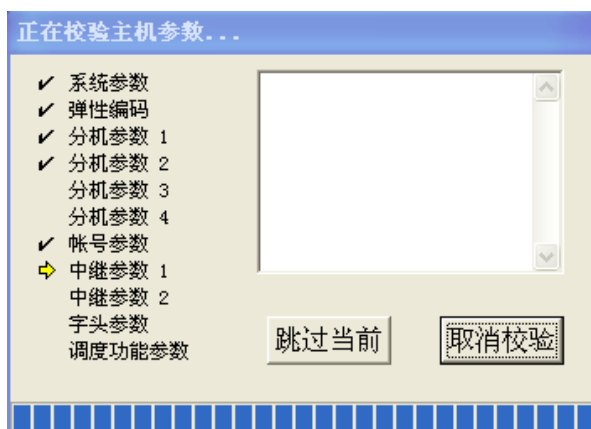 正在校验主机参数...
系统参数
弹性编码
分机参数 1
分机参数 2
分机参数 3
分机参数 4
帐号参数
中继参数 1
中继参数 2
字头参数
调度功能参数
跳过当前
取消校验